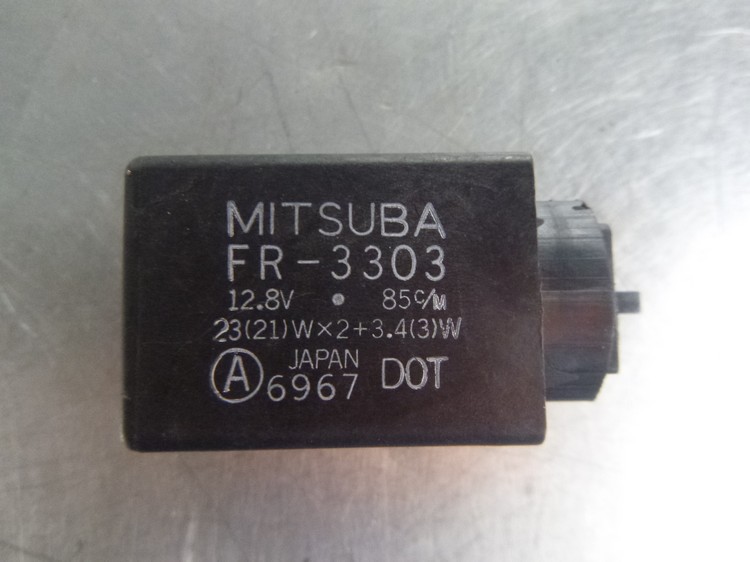 MITSUBA
FR-3303
12.8V • 85c/M
23(21)W×2+3.4(3)W
JAPAN
Ⓐ 6967 DOT